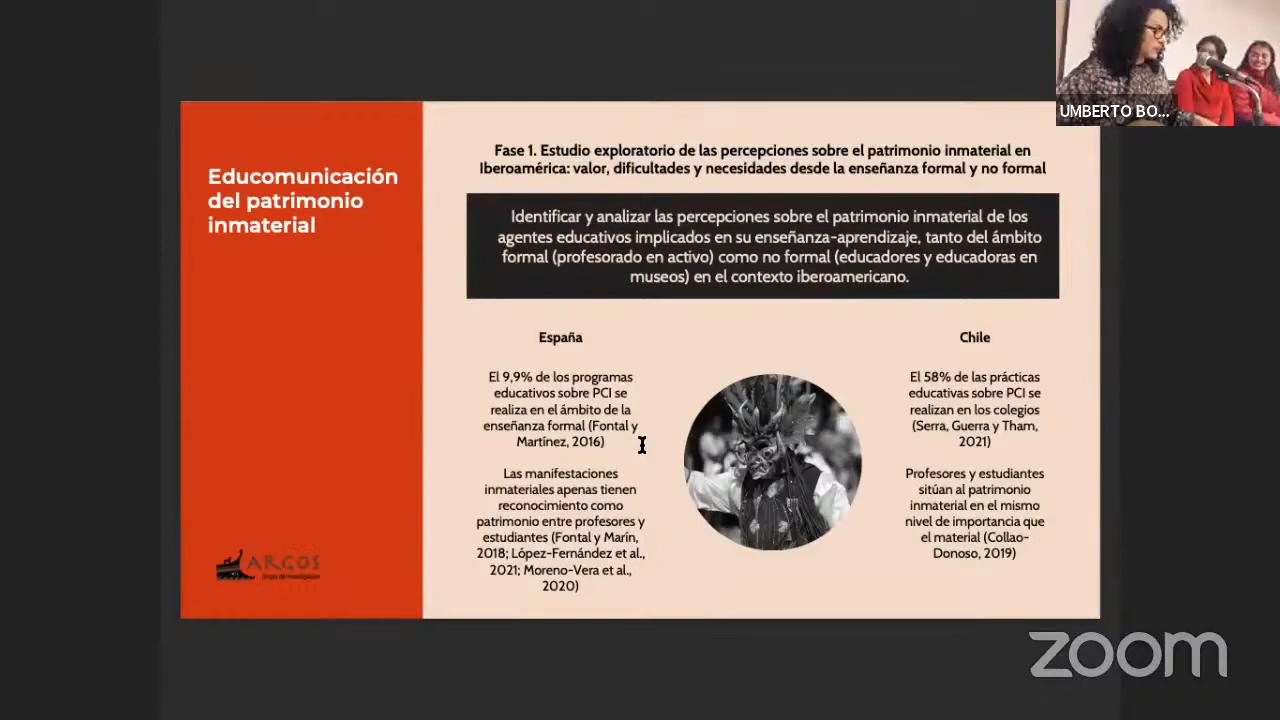 UMBERTO BO...
Educomunicación
del patrimonio
inmaterial
Fase 1. Estudio exploratorio de las percepciones sobre el patrimonio inmaterial en
Iberoamérica: valor, dificultades y necesidades desde la enseñanza formal y no formal
Identificar y analizar las percepciones sobre el patrimonio inmaterial de los
agentes educativos implicados en su enseñanza-aprendizaje, tanto del ámbito
formal (profesorado en activo) como no formal (educadores y educadoras en
museos) en el contexto iberoamericano.
España
El 9,9% de los programas
educativos sobre PCI se
realiza en el ámbito de la
enseñanza formal (Fontal y
Martínez, 2016)
Las manifestaciones
inmateriales apenas tienen
reconocimiento como
patrimonio entre profesores y
estudiantes (Fontal y Marín,
2018; López-Fernández et al.,
2021; Moreno-Vera et al.,
2020)
Chile
El 58% de las prácticas
educativas sobre PCI se
realizan en los colegios
(Serra, Guerra y Tham,
2021)
Profesores y estudiantes
sitúan al patrimonio
inmaterial en el mismo
nivel de importancia que
el material (Collao-
Donoso, 2019)
ARGOS
Grupo de Investigación
zoom